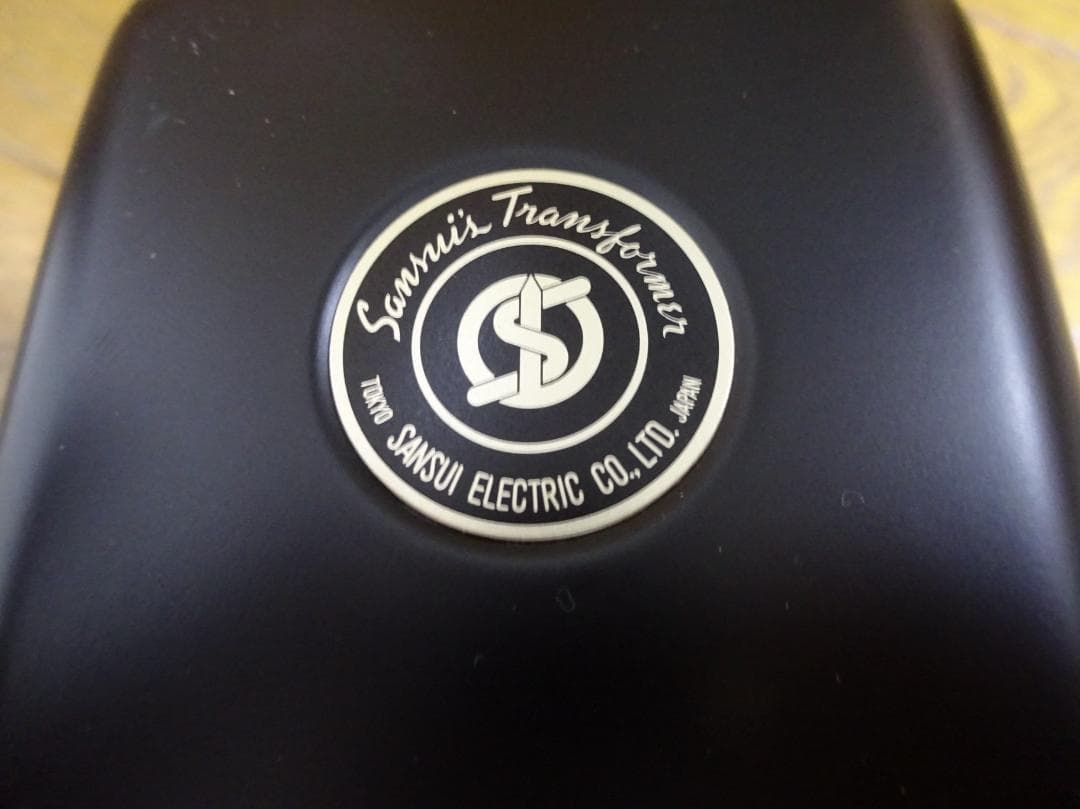 Sansui's Transformer
S
TOKYO SANSUI ELECTRIC CO., LTD. JAPAN